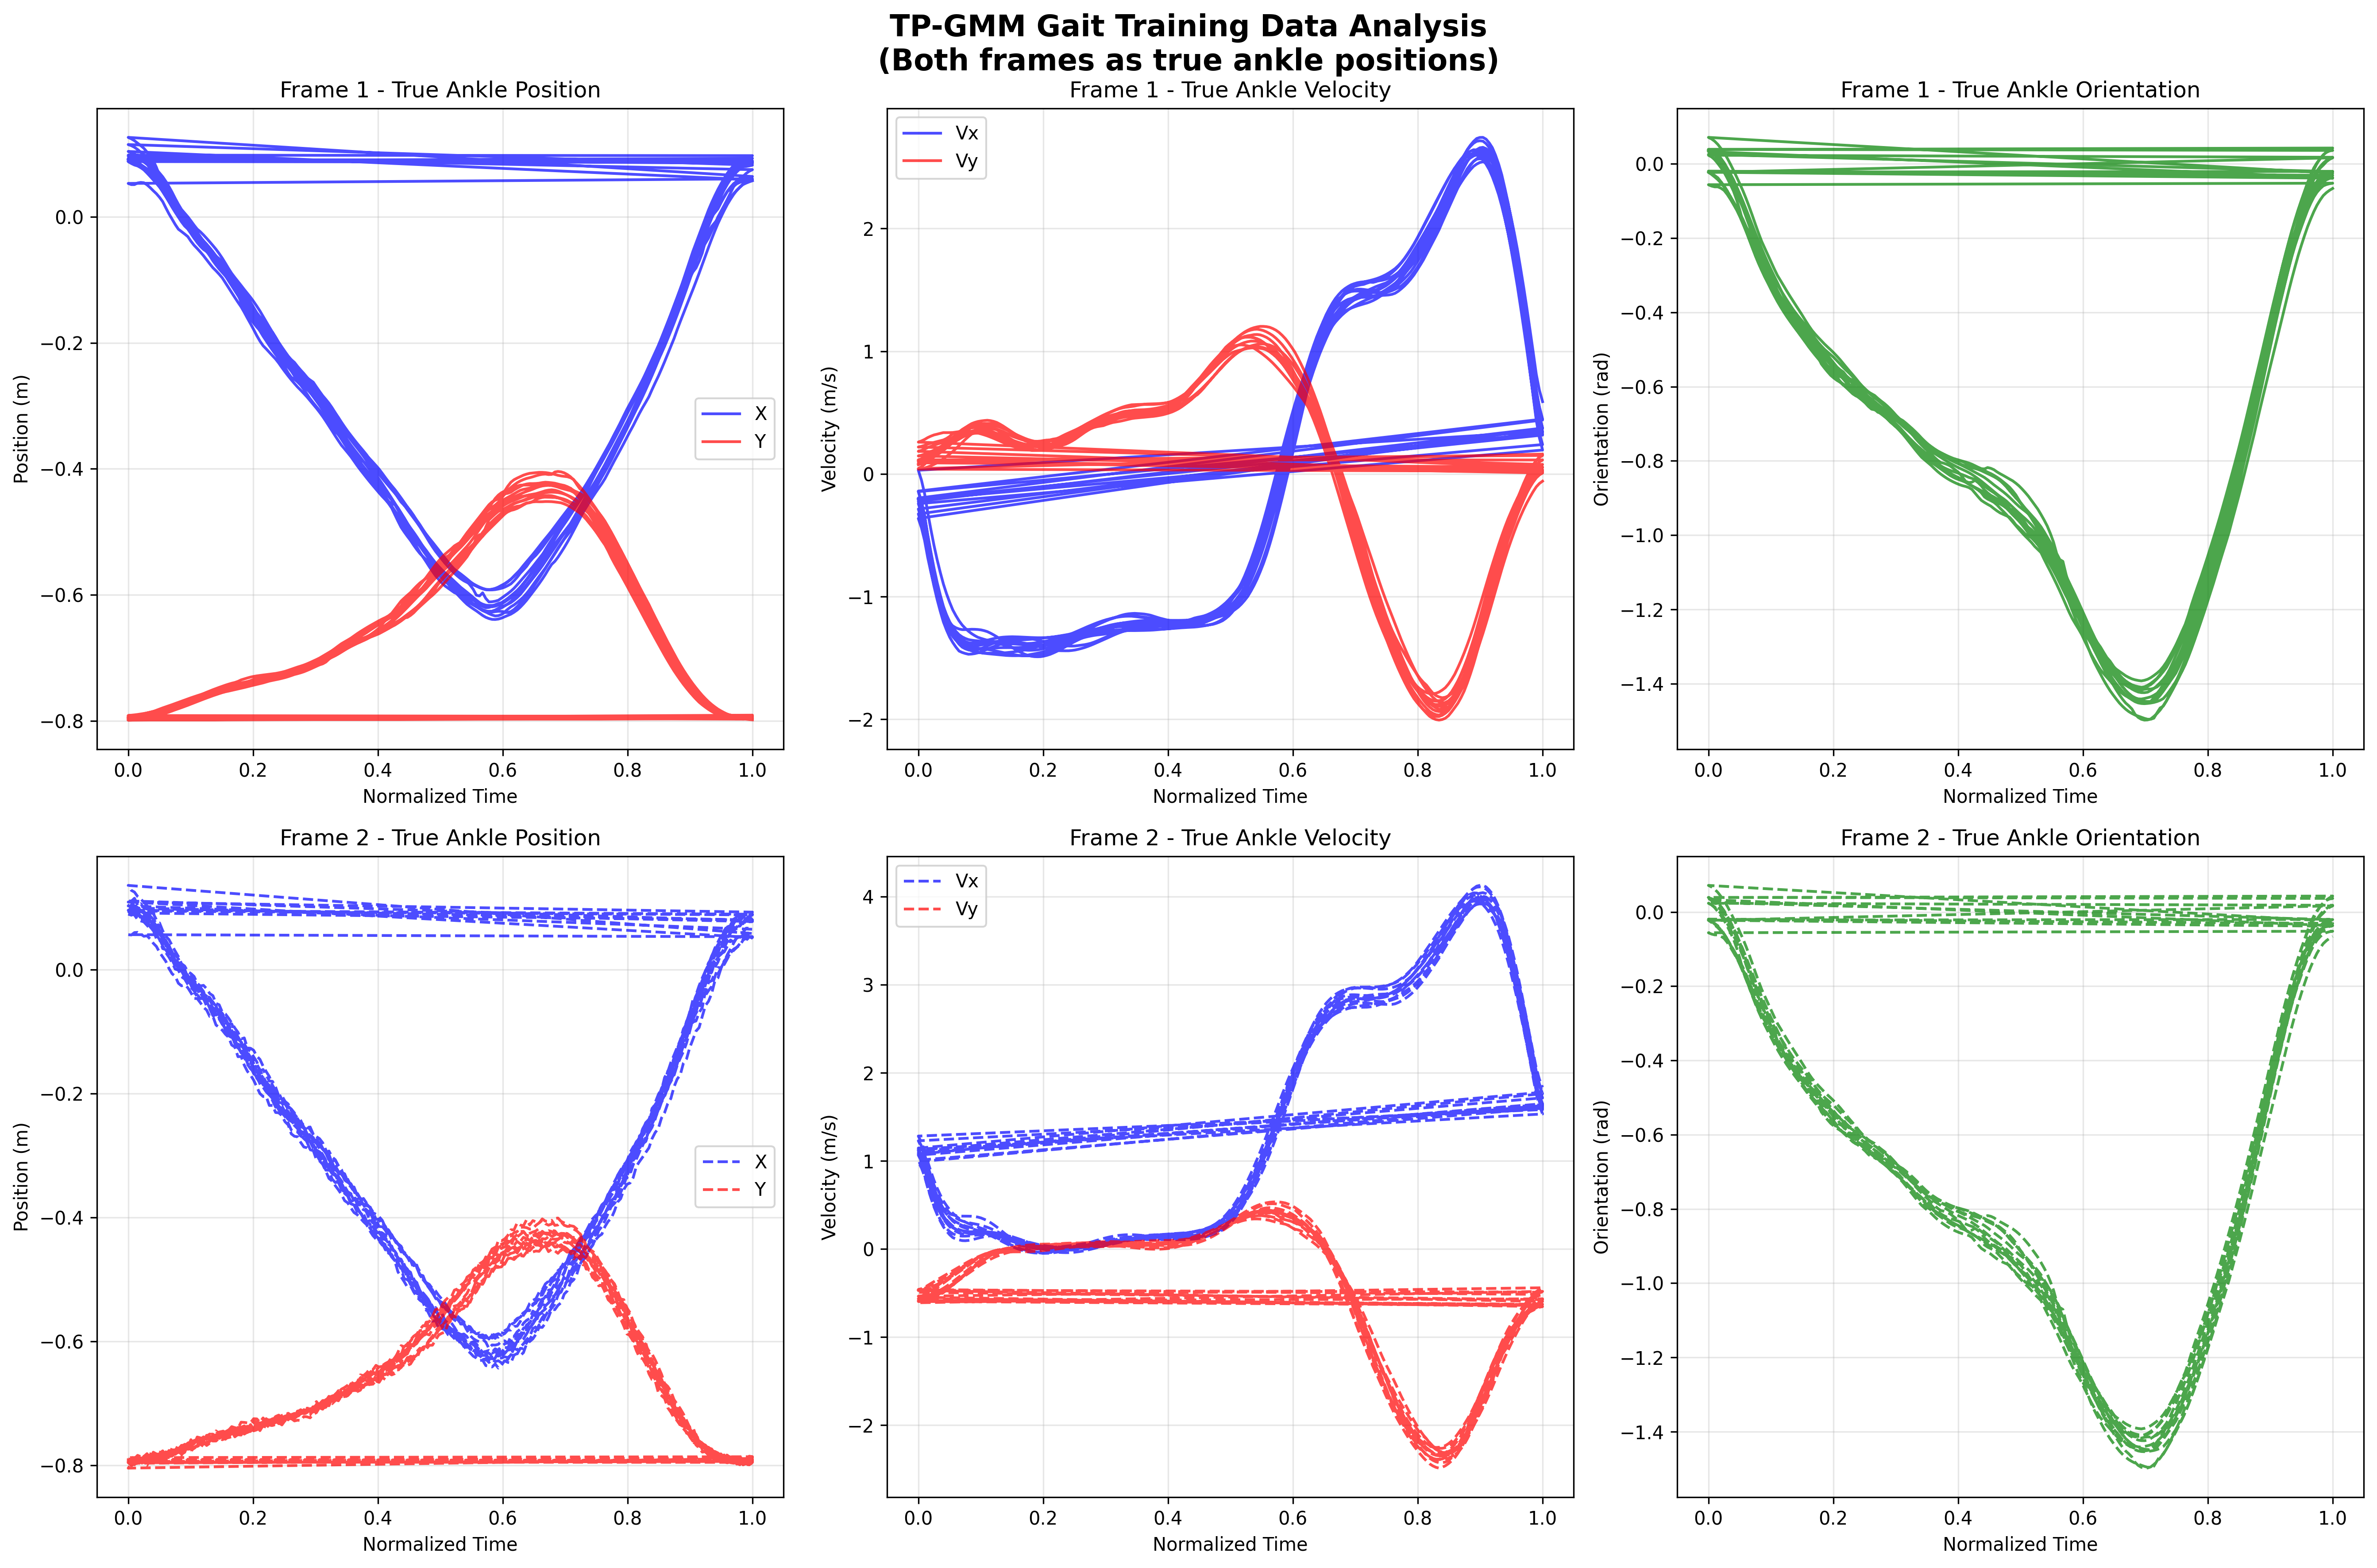 TP-GMM Gait Training Data Analysis
(Both frames as true ankle positions)
Frame 1 - True Ankle Position
Position (m)
0.0
−0.2
−0.4
−0.6
−0.8
X
Y
0.0 0.2 0.4 0.6 0.8 1.0
Normalized Time
Frame 1 - True Ankle Velocity
Velocity (m/s)
Vx
Vy
2
1
0
−1
−2
0.0 0.2 0.4 0.6 0.8 1.0
Normalized Time
Frame 1 - True Ankle Orientation
Orientation (rad)
0.0
−0.2
−0.4
−0.6
−0.8
−1.0
−1.2
−1.4
0.0 0.2 0.4 0.6 0.8 1.0
Normalized Time
Frame 2 - True Ankle Position
Position (m)
0.0
−0.2
−0.4
−0.6
−0.8
X
Y
0.0 0.2 0.4 0.6 0.8 1.0
Normalized Time
Frame 2 - True Ankle Velocity
Velocity (m/s)
Vx
Vy
4
3
2
1
0
−1
−2
0.0 0.2 0.4 0.6 0.8 1.0
Normalized Time
Frame 2 - True Ankle Orientation
Orientation (rad)
0.0
−0.2
−0.4
−0.6
−0.8
−1.0
−1.2
−1.4
0.0 0.2 0.4 0.6 0.8 1.0
Normalized Time